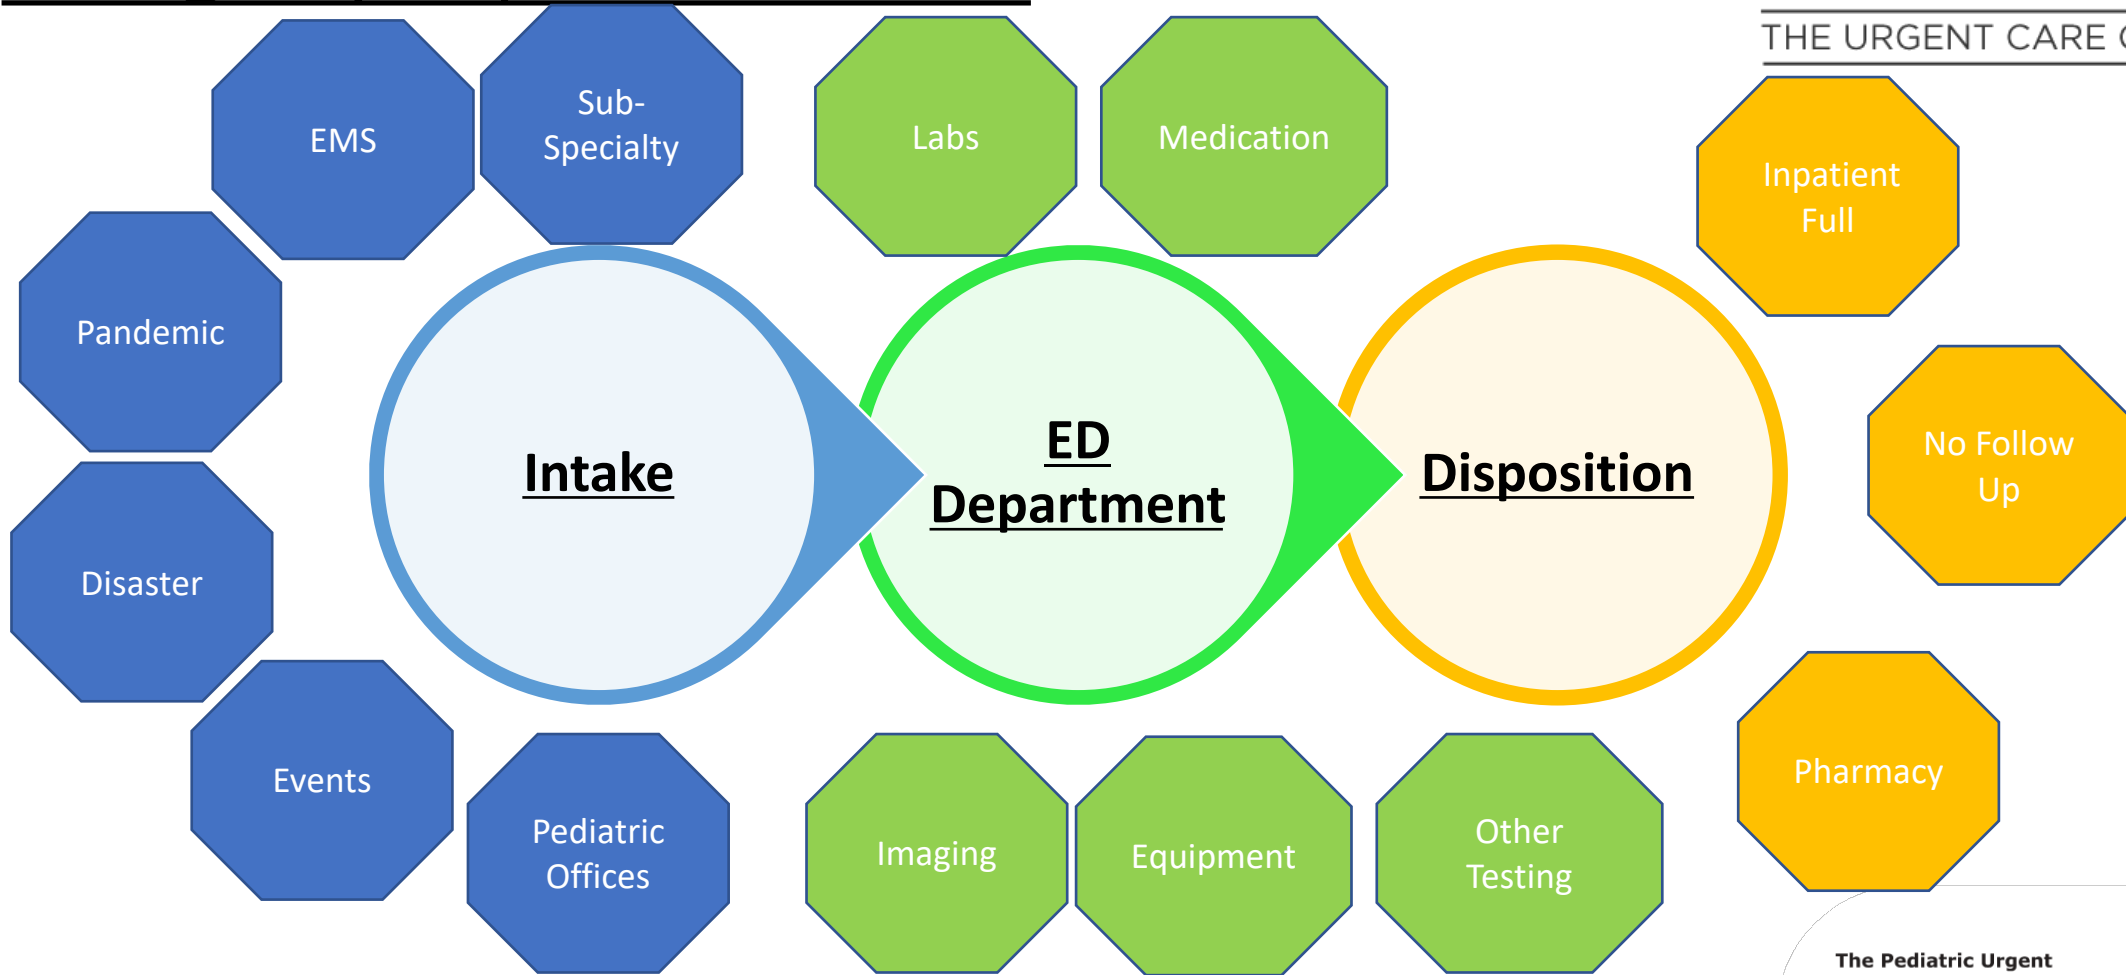 THE URGENT CARE
EMS
Sub-
Specialty
Labs
Medication
Inpatient
Full
Pandemic
Intake
ED
Department
Disposition
No Follow
Up
Disaster
Events
Pediatric
Offices
Imaging
Equipment
Other
Testing
Pharmacy
The Pediatric Urgent